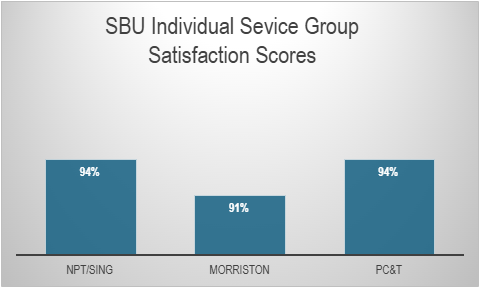 SBU Individual Sevice Group
Satisfaction Scores
94%
91%
94%
NPT/SING
MORRISTON
PC&T